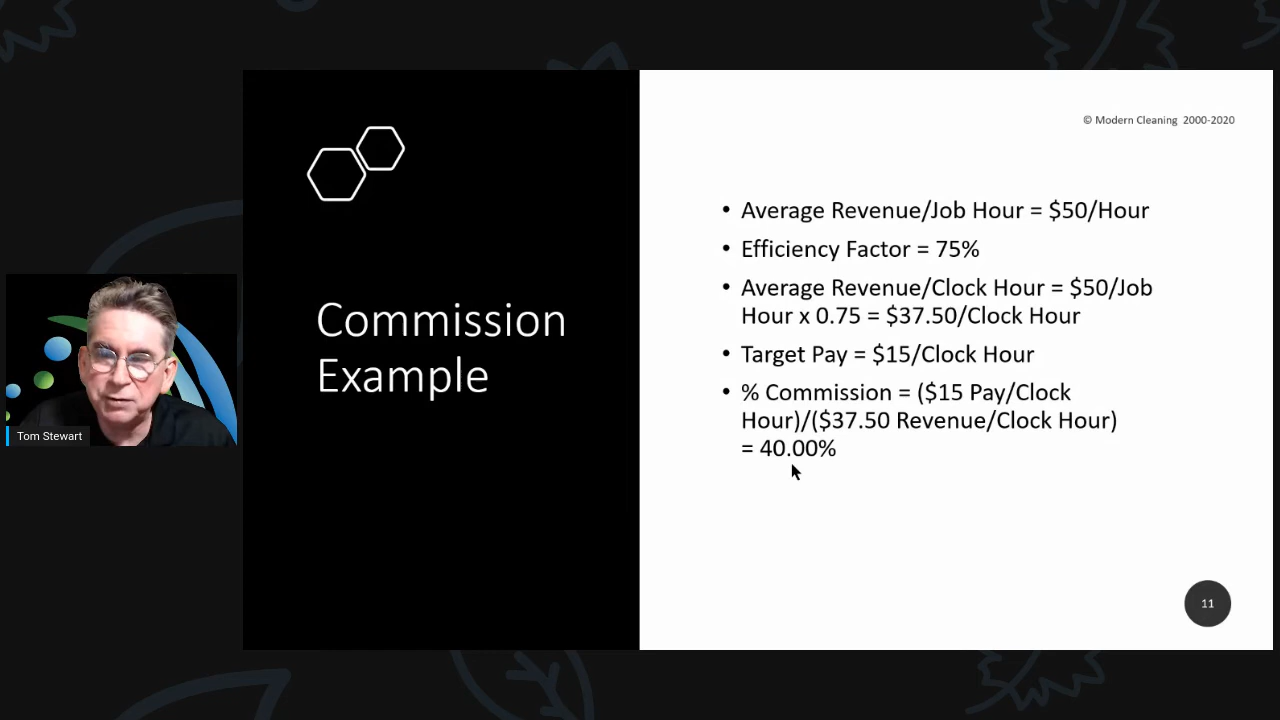 © Modern Cleaning 2000-2020
Commission
Example
• Average Revenue/Job Hour = $50/Hour
• Efficiency Factor = 75%
• Average Revenue/Clock Hour = $50/Job
Hour x 0.75 = $37.50/Clock Hour
• Target Pay = $15/Clock Hour
• % Commission = ($15 Pay/Clock
Hour)/($37.50 Revenue/Clock Hour)
= 40.00%
Tom Stewart
11